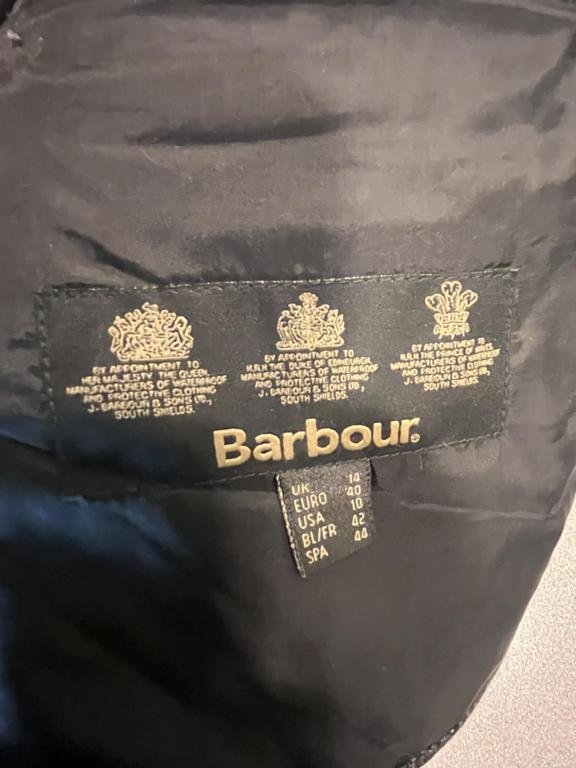 BY APPOINTMENT TO
HER MAJESTY THE QUEEN
MANUFACTURERS OF WATERPROOF
AND PROTECTIVE CLOTHING
J. BARBOUR & SONS LTD.,
SOUTH SHIELDS.
BY APPOINTMENT TO
H.R.H THE DUKE OF EDINBURGH
MANUFACTURERS OF WATERPROOF
AND PROTECTIVE CLOTHING
J. BARBOUR & SONS LTD.,
SOUTH SHIELDS.
BY APPOINTMENT TO
H.R.H. THE PRINCE OF WALES
MANUFACTURERS OF WATERPROOF
AND PROTECTIVE CLOTHING
J. BARBOUR & SONS LTD.,
SOUTH SHIELDS.
Barbour®
UK 14
EURO 40
USA 10
BL/FR 42
SPA 44